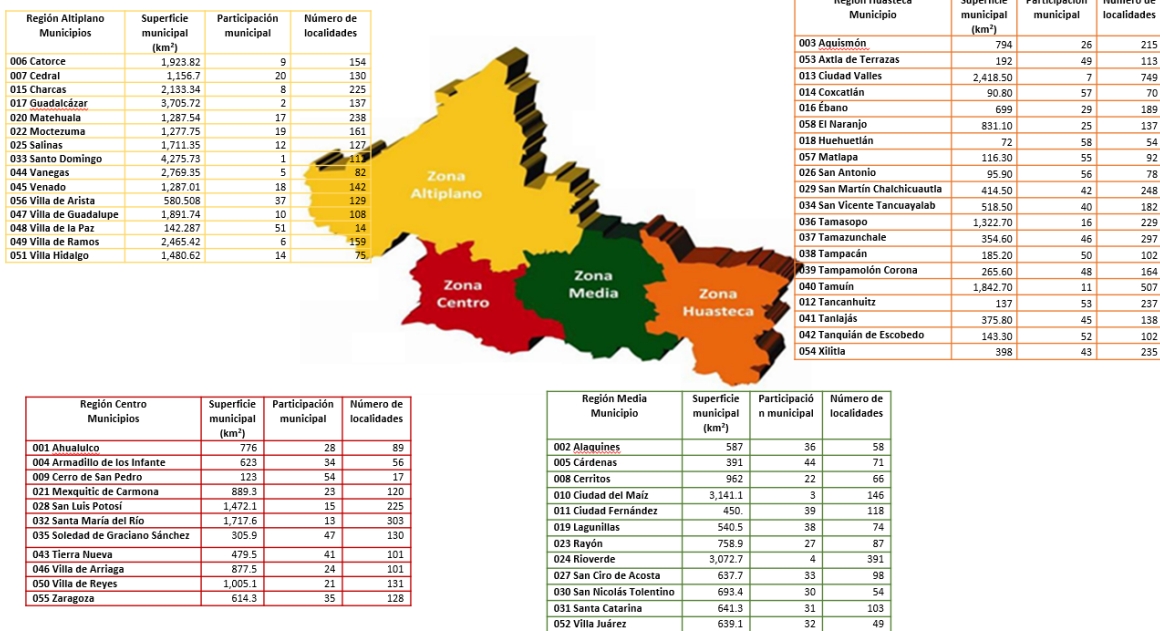 Región Altiplano Municipios Superficie municipal (km²) Participación municipal Número de localidades
006 Catorce 1,923.82 9 154
007 Cedral 1,156.7 20 130
015 Charcas 2,133.34 8 225
017 Guadalcázar 3,705.72 2 137
020 Matehuala 1,287.54 17 238
022 Moctezuma 1,277.75 19 161
025 Salinas 1,711.35 12 127
033 Santo Domingo 4,275.73 1
044 Vanegas 2,769.35 5 82
045 Venado 1,287.01 18 142
056 Villa de Arista 580.508 37 129
047 Villa de Guadalupe 1,891.74 10 108
048 Villa de la Paz 142.287 51 14
049 Villa de Ramos 2,465.42 6 159
051 Villa Hidalgo 1,480.62 14 75
Zona Altiplano
Zona Centro
Zona Media
Zona Huasteca
Región Huasteca Municipio Superficie municipal (km²) Participación municipal Número de localidades
003 Aquismón 794 26 215
053 Axtla de Terrazas 192 49 113
013 Ciudad Valles 2,418.50 7 749
014 Coxcatlán 90.80 57 70
016 Ébano 699 29 189
058 El Naranjo 831.10 25 137
018 Huehuetlán 72 58 54
057 Matlapa 116.30 55 92
026 San Antonio 95.90 56 78
029 San Martín Chalchicuautla 414.50 42 248
034 San Vicente Tancuayalab 518.50 40 182
036 Tamasopo 1,322.70 16 229
037 Tamazunchale 354.60 46 297
038 Tampacán 185.20 50 102
039 Tampamolón Corona 265.60 48 164
040 Tamuín 1,842.70 11 507
012 Tancanhuitz 137 53 237
041 Tanlajás 375.80 45 138
042 Tanquián de Escobedo 143.30 52 102
054 Xilitla 398 43 235
Región Centro Municipios Superficie municipal (km²) Participación municipal Número de localidades
001 Ahualulco 776 28 89
004 Armadillo de los Infante 623 34 56
009 Cerro de San Pedro 123 54 17
021 Mexquitic de Carmona 889.3 23 120
028 San Luis Potosí 1,472.1 15 225
032 Santa María del Río 1,717.6 13 303
035 Soledad de Graciano Sánchez 305.9 47 130
043 Tierra Nueva 479.5 41 101
046 Villa de Arriaga 877.5 24 101
050 Villa de Reyes 1,005.1 21 131
055 Zaragoza 614.3 35 128
Región Media Municipio Superficie municipal (km²) Participació n municipal Número de localidades
002 Alaquines 587 36 58
005 Cárdenas 391 44 71
008 Cerritos 962 22 66
010 Ciudad del Maíz 3,141.1 3 146
011 Ciudad Fernández 450. 39 118
019 Lagunillas 540.5 38 74
023 Rayón 758.9 27 87
024 Rioverde 3,072.7 4 391
027 San Ciro de Acosta 637.7 33 98
030 San Nicolás Tolentino 693.4 30 54
031 Santa Catarina 641.3 31 103
052 Villa Juárez 639.1 32 49